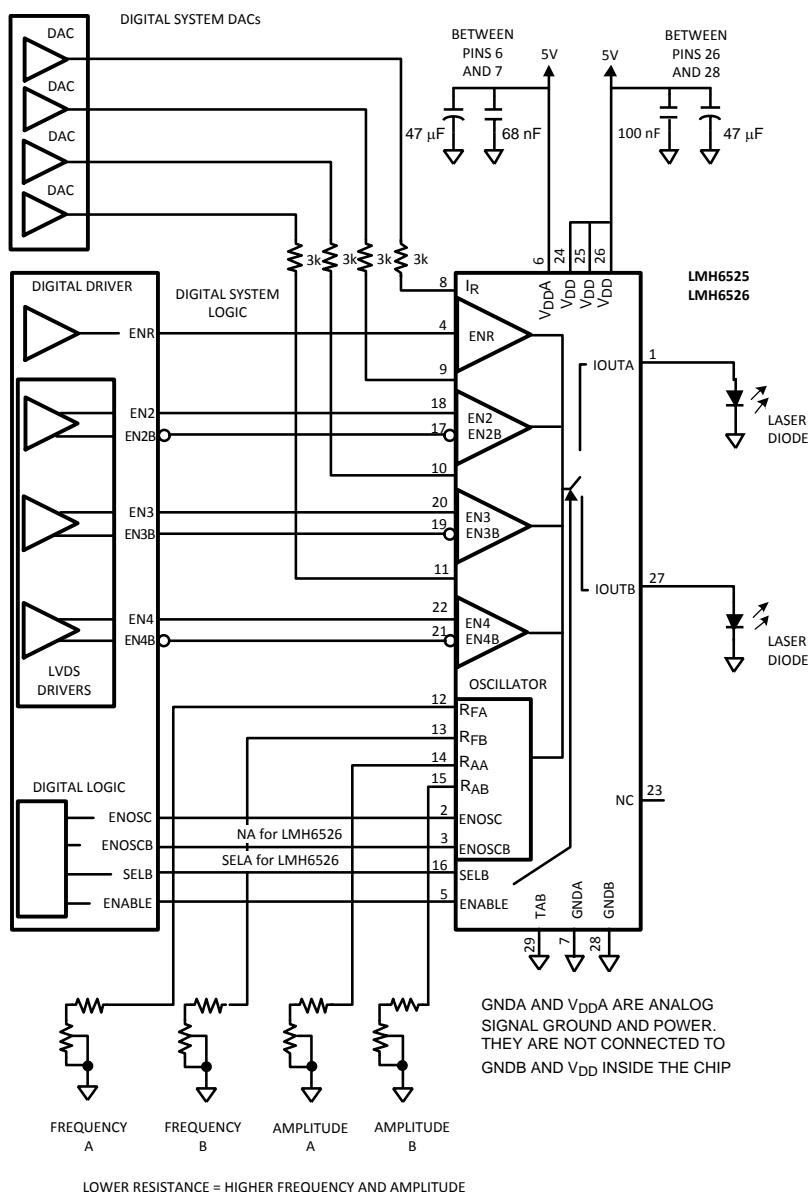 DIGITAL SYSTEM DACs
DAC
DAC
DAC
DAC
BETWEEN
PINS 6
AND 7
5V
5V
BETWEEN
PINS 26
AND 28
47 μF
68 nF
100 nF
47 μF
3k
3k
3k
3k
6
24
25
26
VDDA
VDD
VDD
VDD
LMH6525
LMH6526
DIGITAL DRIVER
DIGITAL SYSTEM
LOGIC
8
IR
ENR
4
ENR
9
IOUTA
1
LASER
DIODE
EN2
18
EN2
EN2B
17
EN2B
10
EN3
20
EN3
EN3B
19
EN3B
11
IOUTB
27
LASER
DIODE
EN4
22
EN4
EN4B
21
EN4B
LVDS
DRIVERS
OSCILLATOR
12
RFA
13
RFB
14
RAA
15
RAB
NC
23
DIGITAL LOGIC
ENOSC
2
ENOSC
NA for LMH6526
ENOSCB
3
ENOSCB
SELA for LMH6526
SELB
16
SELB
ENABLE
5
ENABLE
TAB
GNDA
GNDB
29
7
28
GNDA AND VDDA ARE ANALOG
SIGNAL GROUND AND POWER.
THEY ARE NOT CONNECTED TO
GNDB AND VDD INSIDE THE CHIP
FREQUENCY
A
FREQUENCY
B
AMPLITUDE
A
AMPLITUDE
B
LOWER RESISTANCE = HIGHER FREQUENCY AND AMPLITUDE